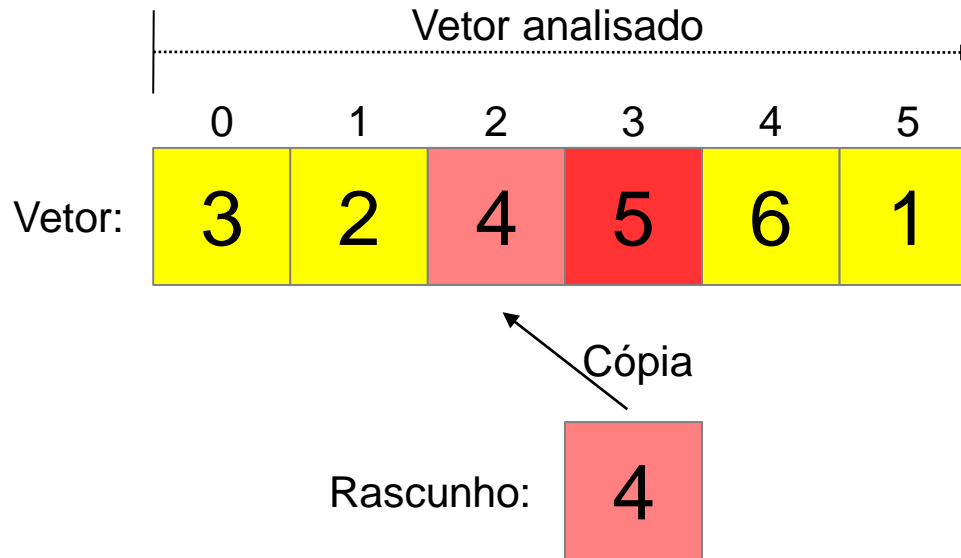 Vetor analisado
0 1 2 3 4 5
Vetor: 3 2 4 5 6 1
Cópia
Rascunho: 4